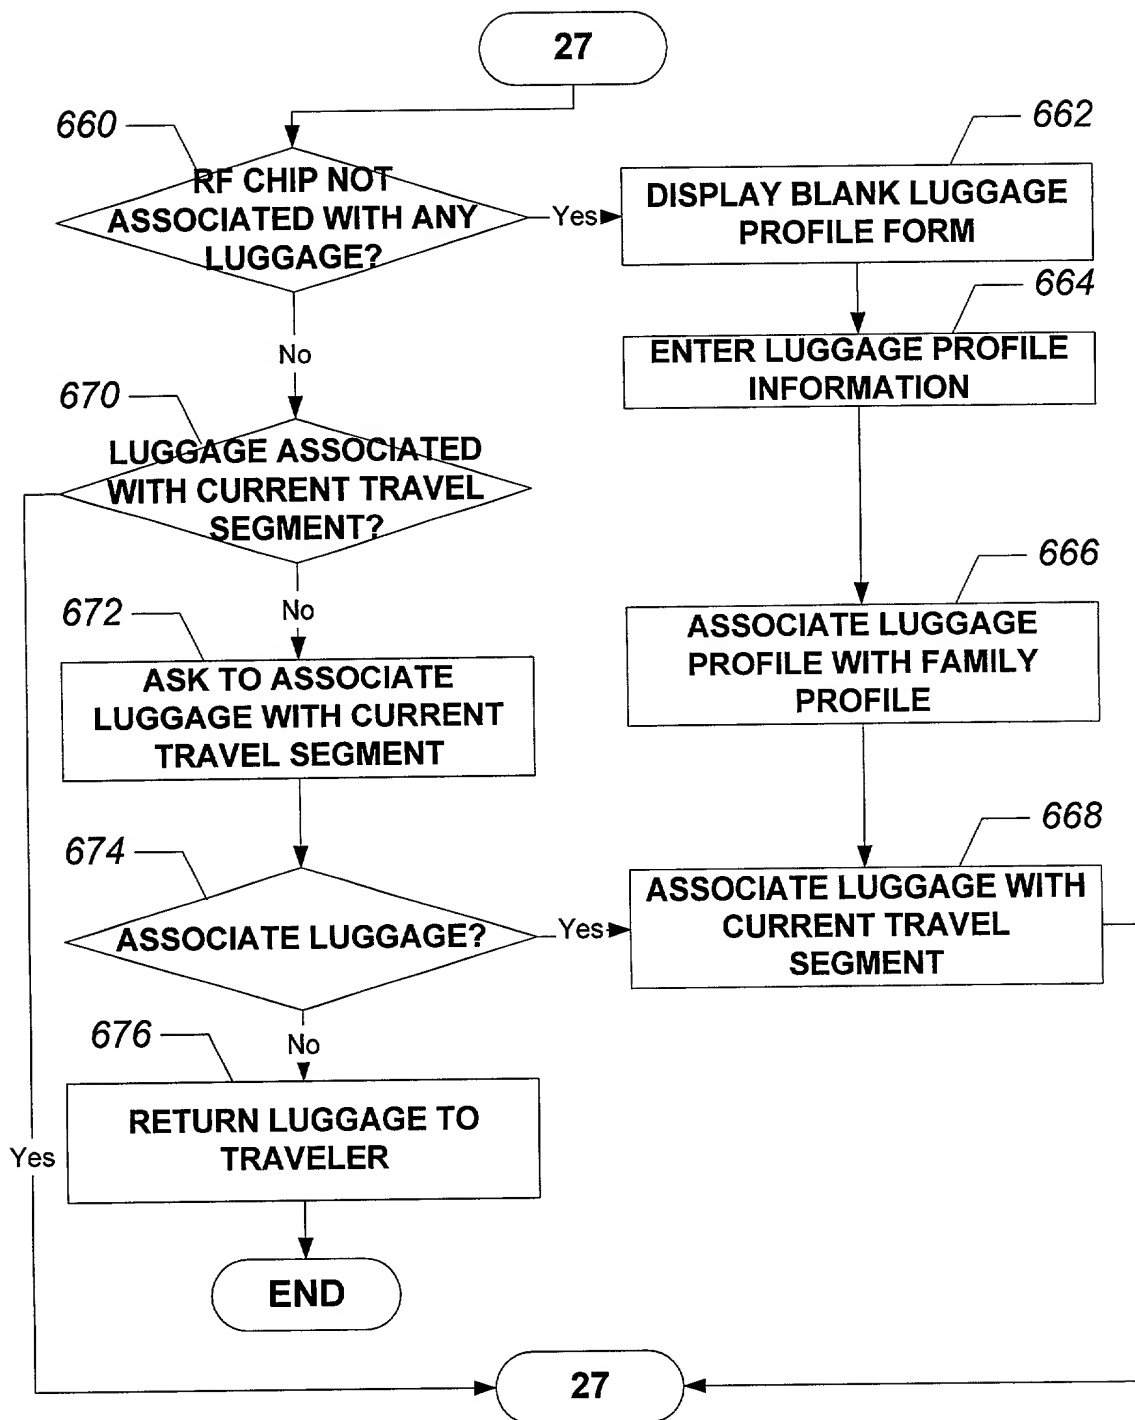 27
660
RF CHIP NOT
ASSOCIATED WITH ANY
LUGGAGE?
Yes
662
DISPLAY BLANK LUGGAGE
PROFILE FORM
664
ENTER LUGGAGE PROFILE
INFORMATION
No
670
LUGGAGE ASSOCIATED
WITH CURRENT TRAVEL
SEGMENT?
666
ASSOCIATE LUGGAGE
PROFILE WITH FAMILY
PROFILE
No
672
ASK TO ASSOCIATE
LUGGAGE WITH CURRENT
TRAVEL SEGMENT
674
ASSOCIATE LUGGAGE?
Yes
668
ASSOCIATE LUGGAGE WITH
CURRENT TRAVEL
SEGMENT
No
676
RETURN LUGGAGE TO
TRAVELER
Yes
END
27